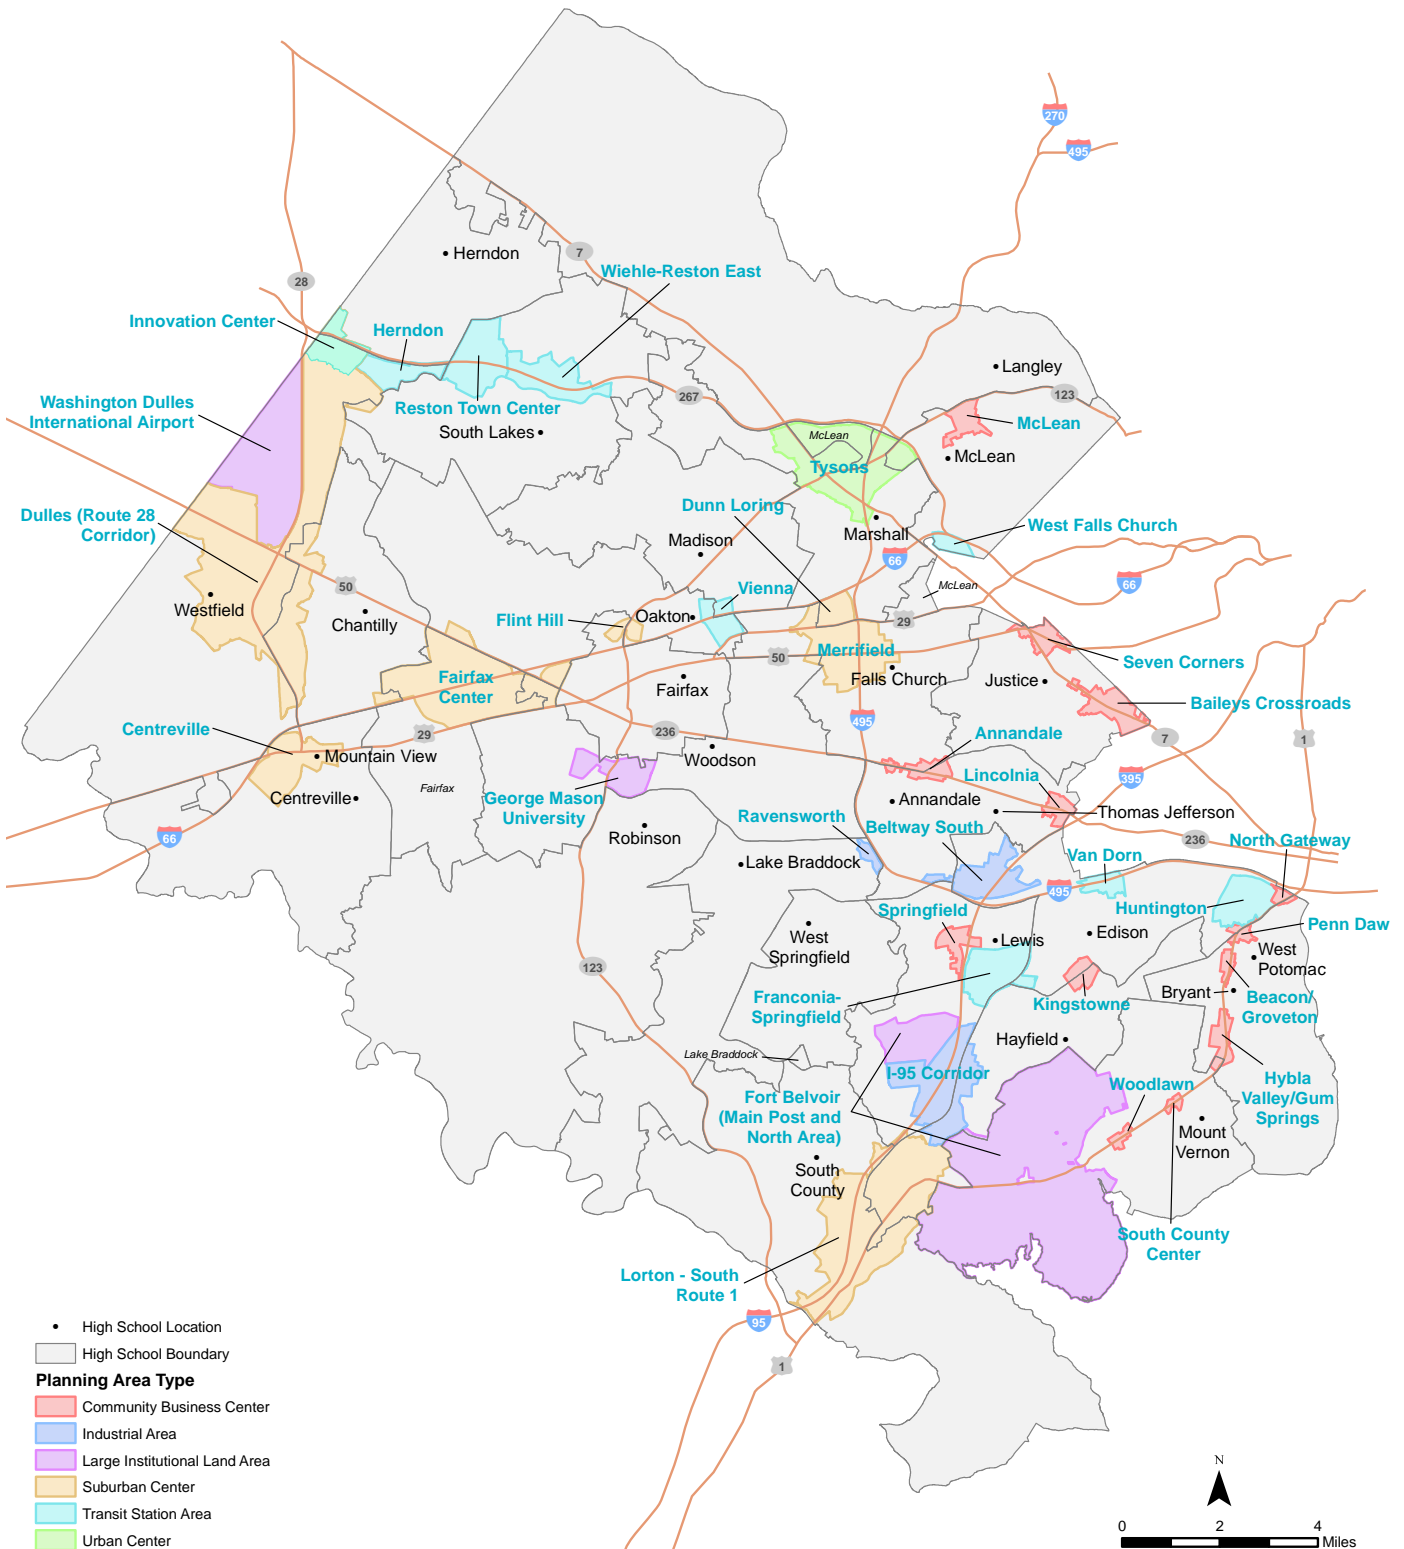 270
495
Herndon
7
28
Wiehle-Reston East
Innovation Center
Herndon
Langley
123
267
Washington Dulles
International Airport
Reston Town Center
South Lakes
McLean
McLean
McLean
Tysons
Dunn Loring
Dulles (Route 28
Corridor)
Marshall
West Falls Church
Madison
66
66
50
Vienna
McLean
Westfield
Chantilly
Flint Hill
Oakton
29
Merrifield
50
Seven Corners
Fairfax
Center
Fairfax
Falls Church
Justice
Baileys Crossroads
495
Centreville
29
236
Annandale
7
1
Mountain View
Woodson
Lincolnia
395
Fairfax
Centreville
George Mason
University
Annandale
Thomas Jefferson
Ravensworth
Beltway South
66
Robinson
236
North Gateway
Lake Braddock
Van Dorn
495
Huntington
Springfield
Penn Daw
West
Springfield
Lewis
Edison
West
Potomac
123
Franconia-
Springfield
Kingstowne
Bryant
Beacon/
Groveton
Hayfield
Lake Braddock
I-95 Corridor
Woodlawn
Hybla
Valley/Gum
Springs
Fort Belvoir
(Main Post and
North Area)
Mount
Vernon
South
County
South County
Center
Lorton - South
Route 1
95
1
High School Location
High School Boundary
Planning Area Type
Community Business Center
Industrial Area
Large Institutional Land Area
Suburban Center
Transit Station Area
Urban Center
N
0 2 4
Miles